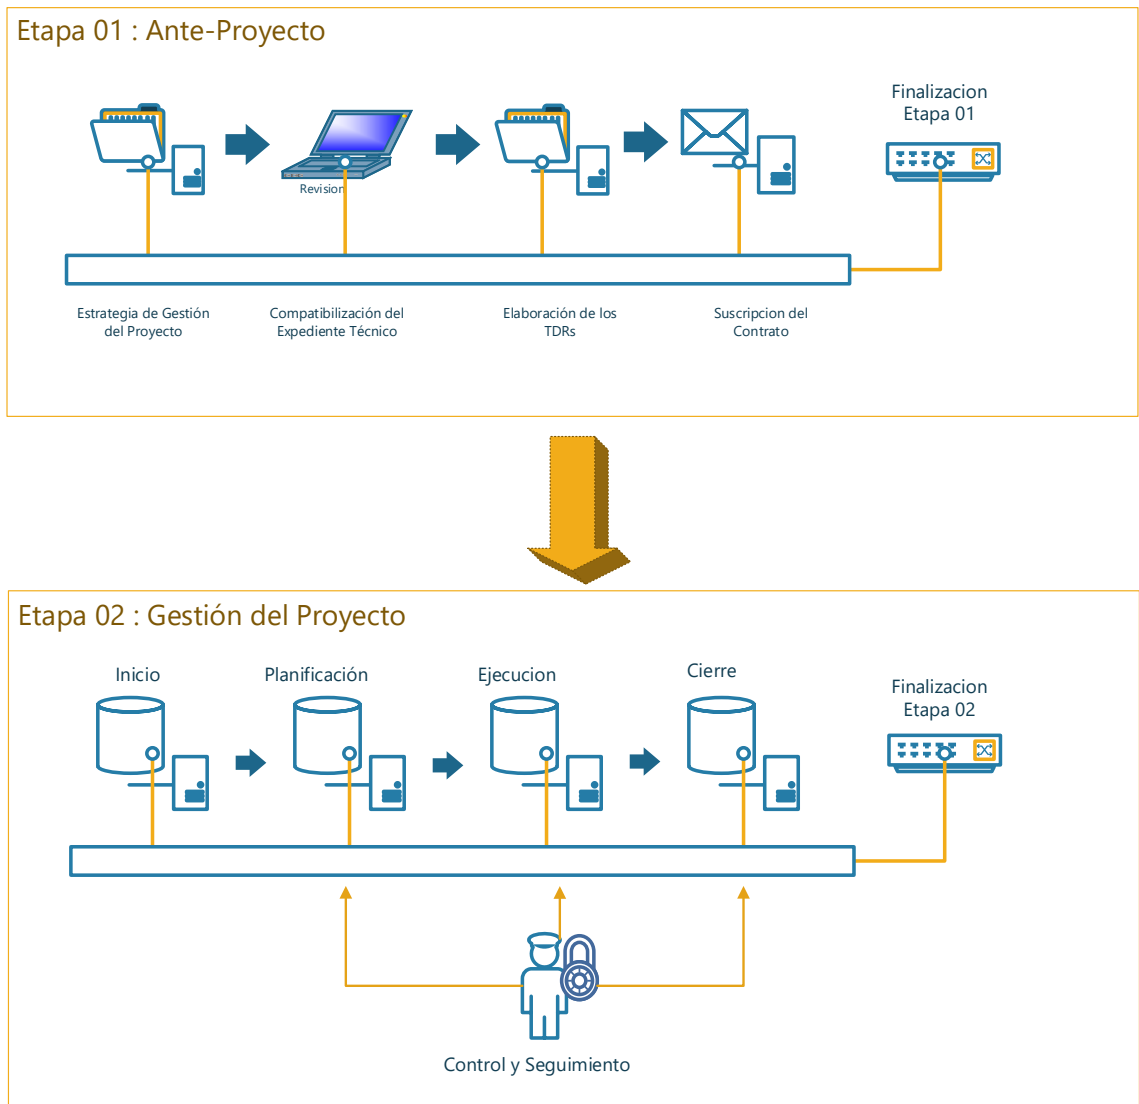 Etapa 01 : Ante-Proyecto
Finalizacion
Etapa 01
Revision
Estrategia de Gestión
del Proyecto
Compatibilización del
Expediente Técnico
Elaboración de los
TDRs
Suscripcion del
Contrato
Etapa 02 : Gestión del Proyecto
Inicio
Planificación
Ejecucion
Cierre
Finalizacion
Etapa 02
Control y Seguimiento